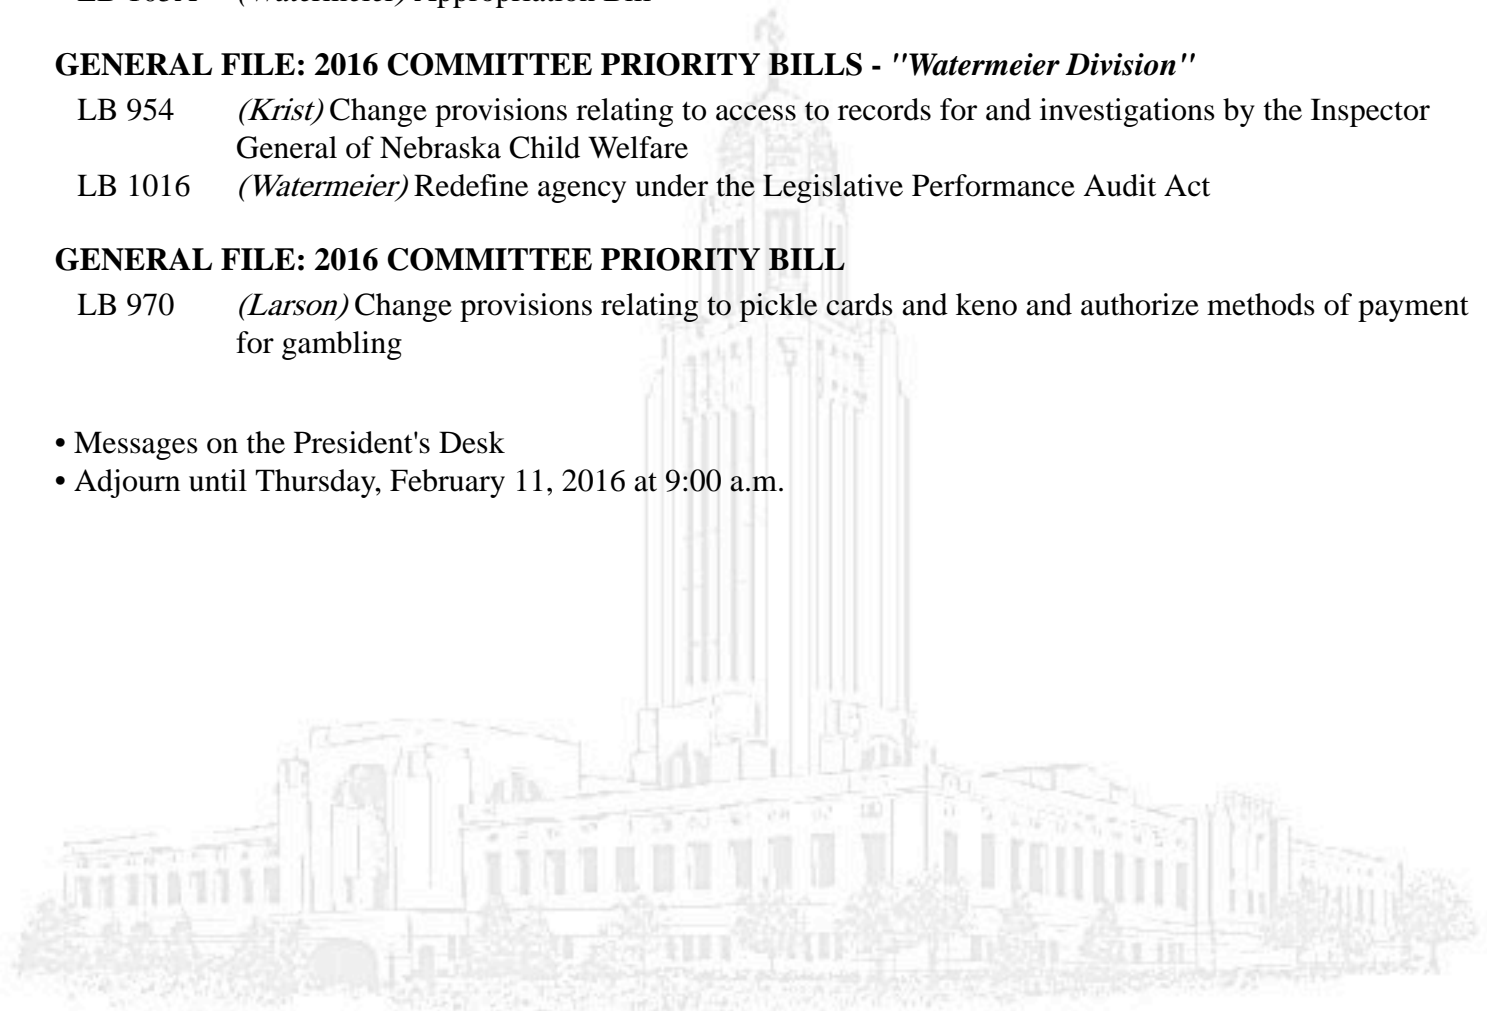 (Watermeier) Appropriation Bill
GENERAL FILE: 2016 COMMITTEE PRIORITY BILLS - "Watermeier Division"
LB 954 (Krist) Change provisions relating to access to records for and investigations by the Inspector
General of Nebraska Child Welfare
LB 1016 (Watermeier) Redefine agency under the Legislative Performance Audit Act
GENERAL FILE: 2016 COMMITTEE PRIORITY BILL
LB 970 (Larson) Change provisions relating to pickle cards and keno and authorize methods of payment
for gambling
• Messages on the President's Desk
• Adjourn until Thursday, February 11, 2016 at 9:00 a.m.